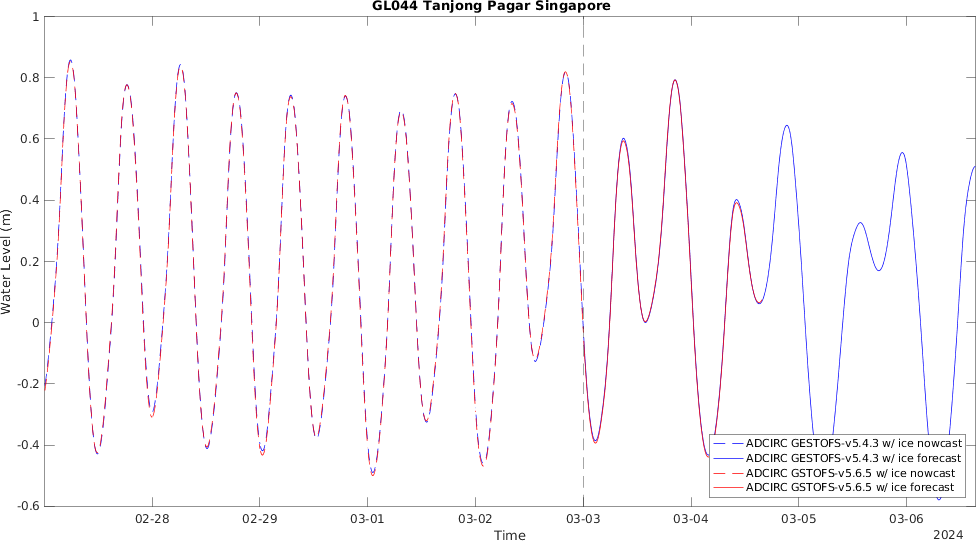 GL044 Tanjong Pagar Singapore
Water Level (m)
1
0.8
0.6
0.4
0.2
0
-0.2
-0.4
-0.6
ADCIRC GESTOFS-v5.4.3 w/ ice nowcast
ADCIRC GESTOFS-v5.4.3 w/ ice forecast
ADCIRC GSTOFS-v5.6.5 w/ ice nowcast
ADCIRC GSTOFS-v5.6.5 w/ ice forecast
02-28 02-29 03-01 03-02 03-03 03-04 03-05 03-06
Time
2024